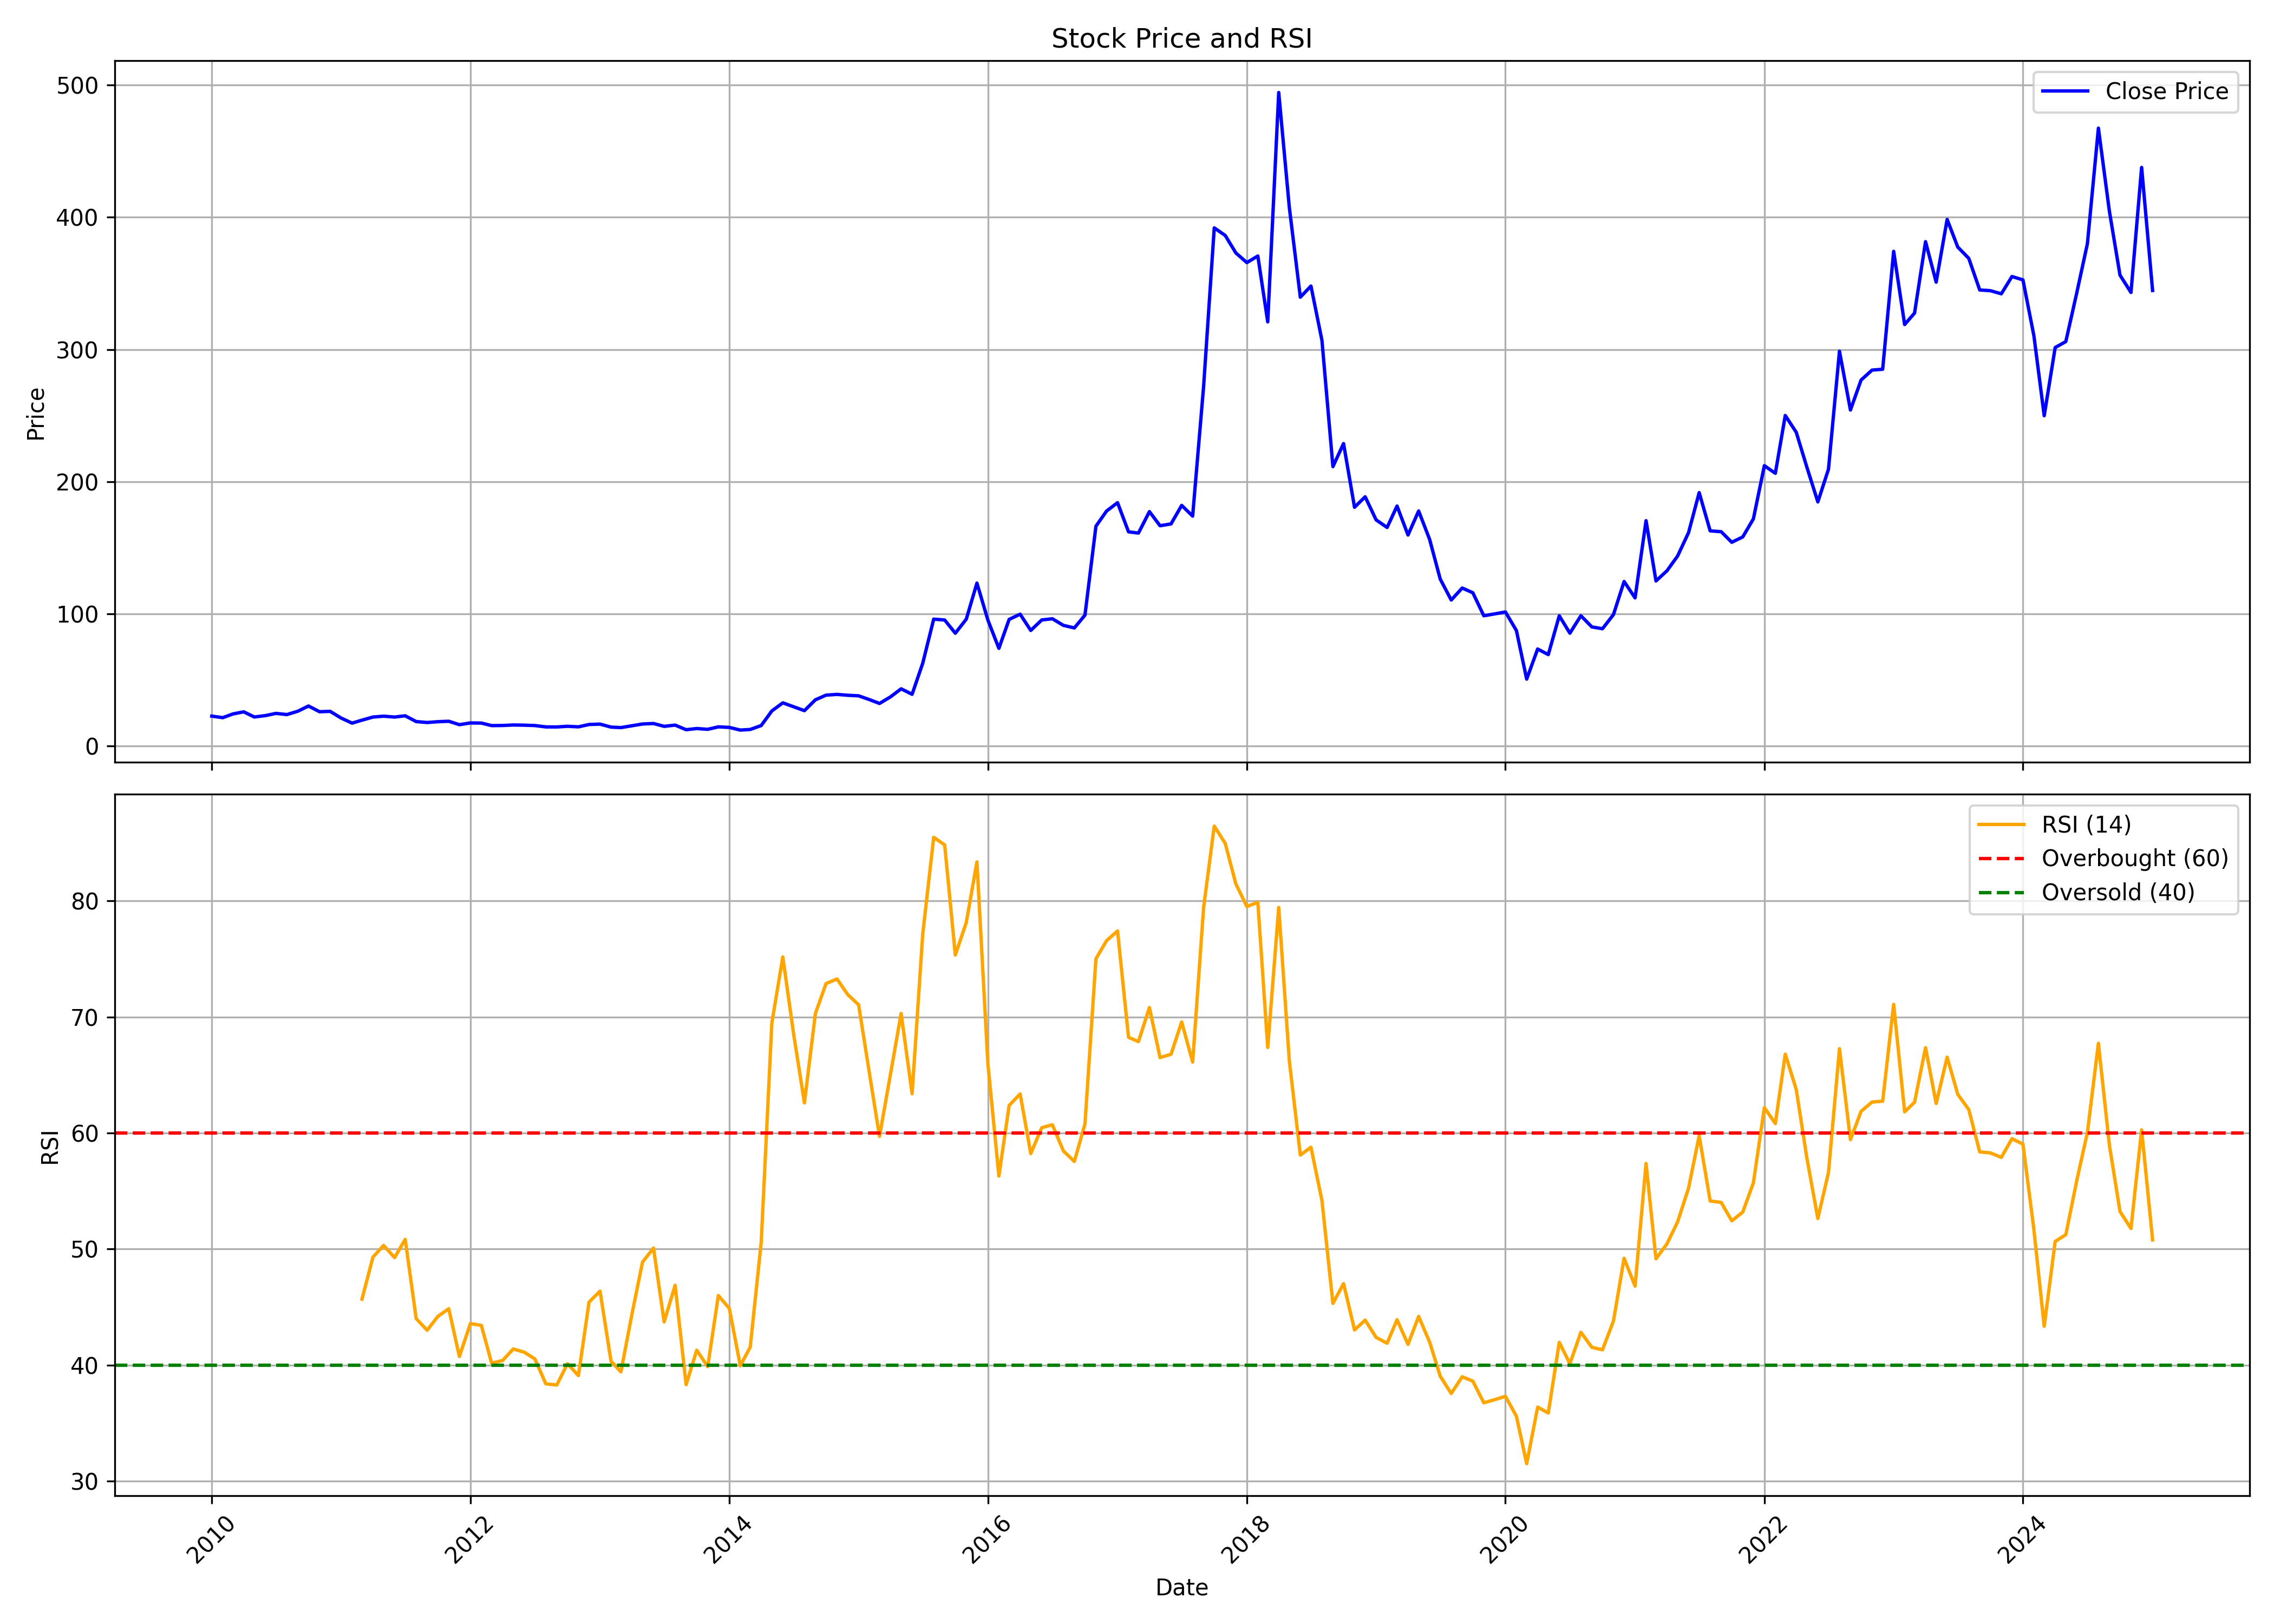 Stock Price and RSI
Close Price
500
400
300
200
100
0
Price
RSI (14)
Overbought (60)
Oversold (40)
80
70
60
50
40
30
RSI
2010
2012
2014
2016
2018
2020
2022
2024
Date